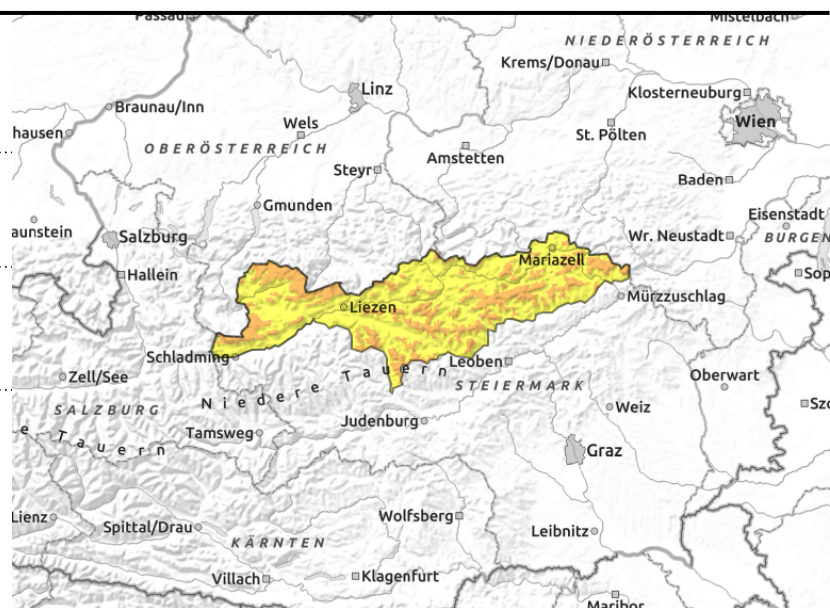 Passau
Mistelbach
NIEDERÖSTERREICH
Krems/Donau
Linz
Klosterneuburg
Braunau/Inn
Wien
hausen
Wels
St. Pölten
OBERÖSTERREICH
Amstetten
Steyr
Baden
Gmunden
Eisenstadt
aunstein
Salzburg
Wr. Neustadt
BURGEN
Mariazell
Hallein
Sop
Mürzzuschlag
Liezen
Schladming
Leoben
Zell/See
Niedere Tauern
STEIERMARK
Oberwart
SALZBURG
Weiz
Szo
Judenburg
e Tauern
Tamsweg
Graz
Lienz
Wolfsberg
Spittal/Drau
Leibnitz
KÄRNTEN
Villach
Klagenfurt
Maribor